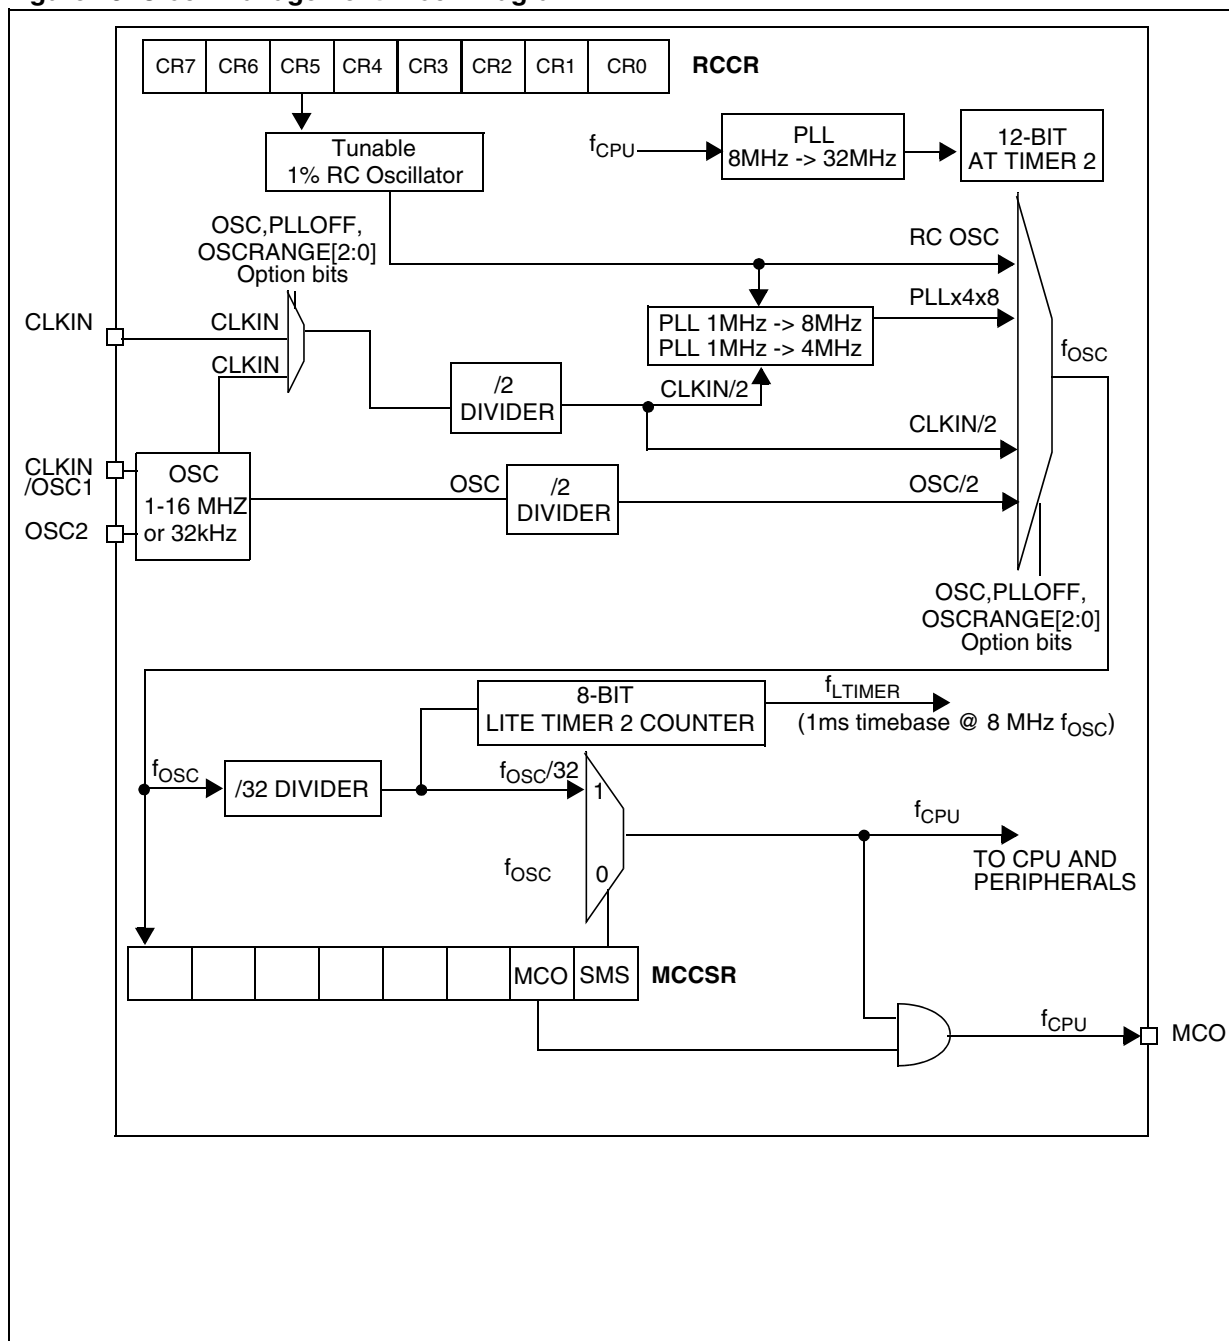 CR7 CR6 CR5 CR4 CR3 CR2 CR1 CR0 RCCR
Tunable
1% RC Oscillator
fCPU
PLL
8MHz -> 32MHz
12-BIT
AT TIMER 2
OSC,PLLOFF,
OSCRANGE[2:0]
Option bits
RC OSC
PLLx4x8
CLKIN
CLKIN
CLKIN
PLL 1MHz -> 8MHz
PLL 1MHz -> 4MHz
fOSC
/2
DIVIDER
CLKIN/2
CLKIN/2
CLKIN
/OSC1
OSC2
OSC
1-16 MHZ
or 32kHz
OSC
/2
DIVIDER
OSC/2
OSC,PLLOFF,
OSCRANGE[2:0]
Option bits
8-BIT
LITE TIMER 2 COUNTER
fLTIMER
(1ms timebase @ 8 MHz fOSC)
fOSC
/32 DIVIDER
fOSC/32
1
fOSC
0
fCPU
TO CPU AND
PERIPHERALS
MCO SMS MCCSR
fCPU
MCO